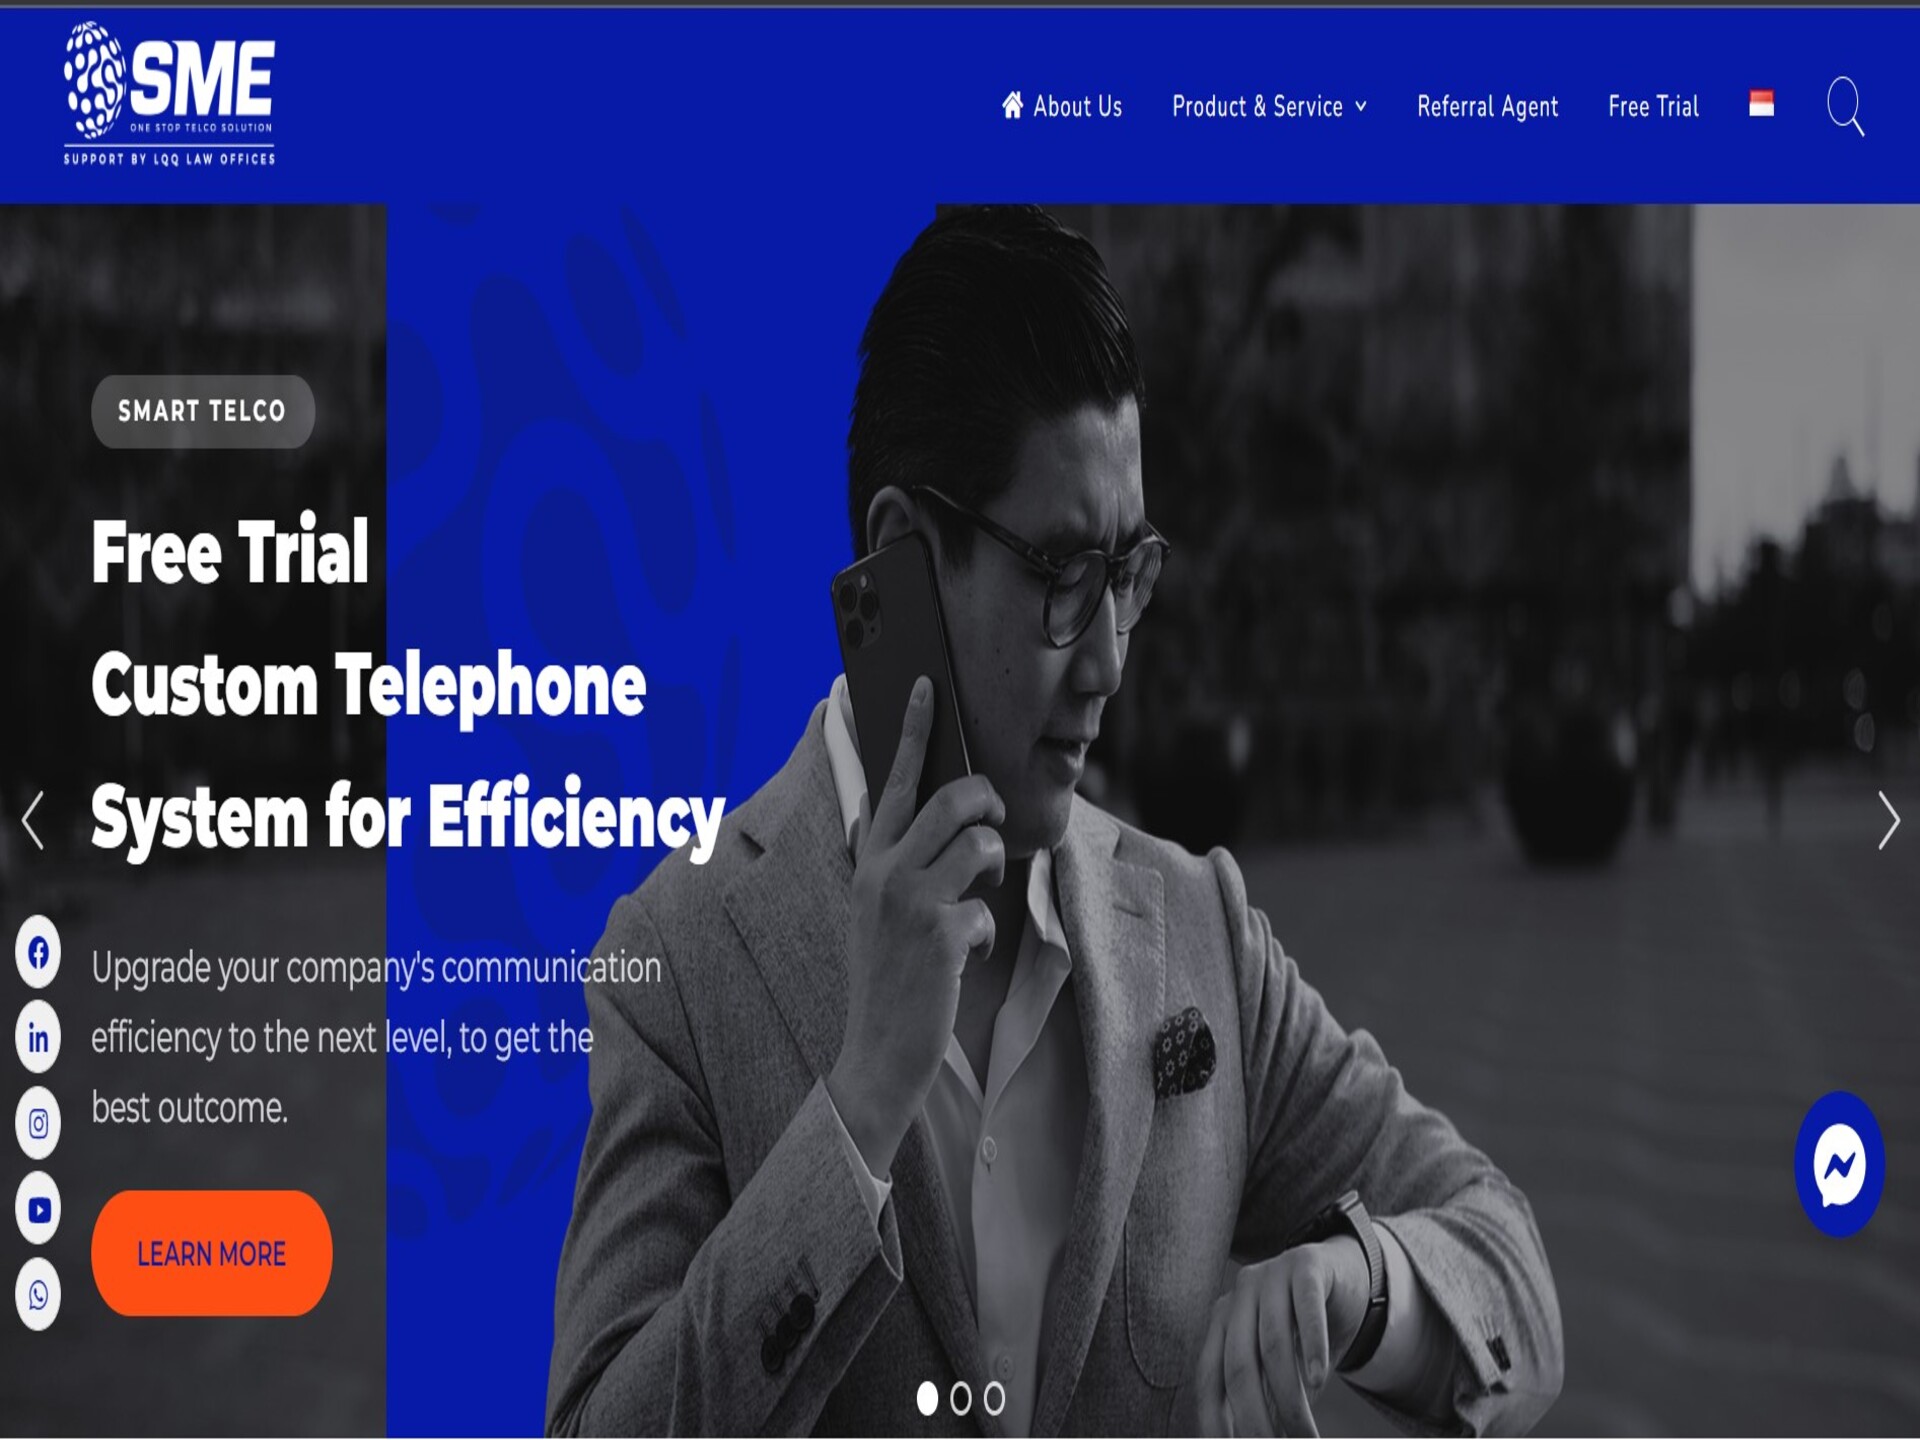 SME
ONE STOP TELCO SOLUTION
SUPPORT BY LQQ LAW OFFICES
About Us
Product & Service
Referral Agent
Free Trial
SMART TELCO
Free Trial
Custom Telephone
System for Efficiency
Upgrade your company's communication
efficiency to the next level, to get the
best outcome.
LEARN MORE